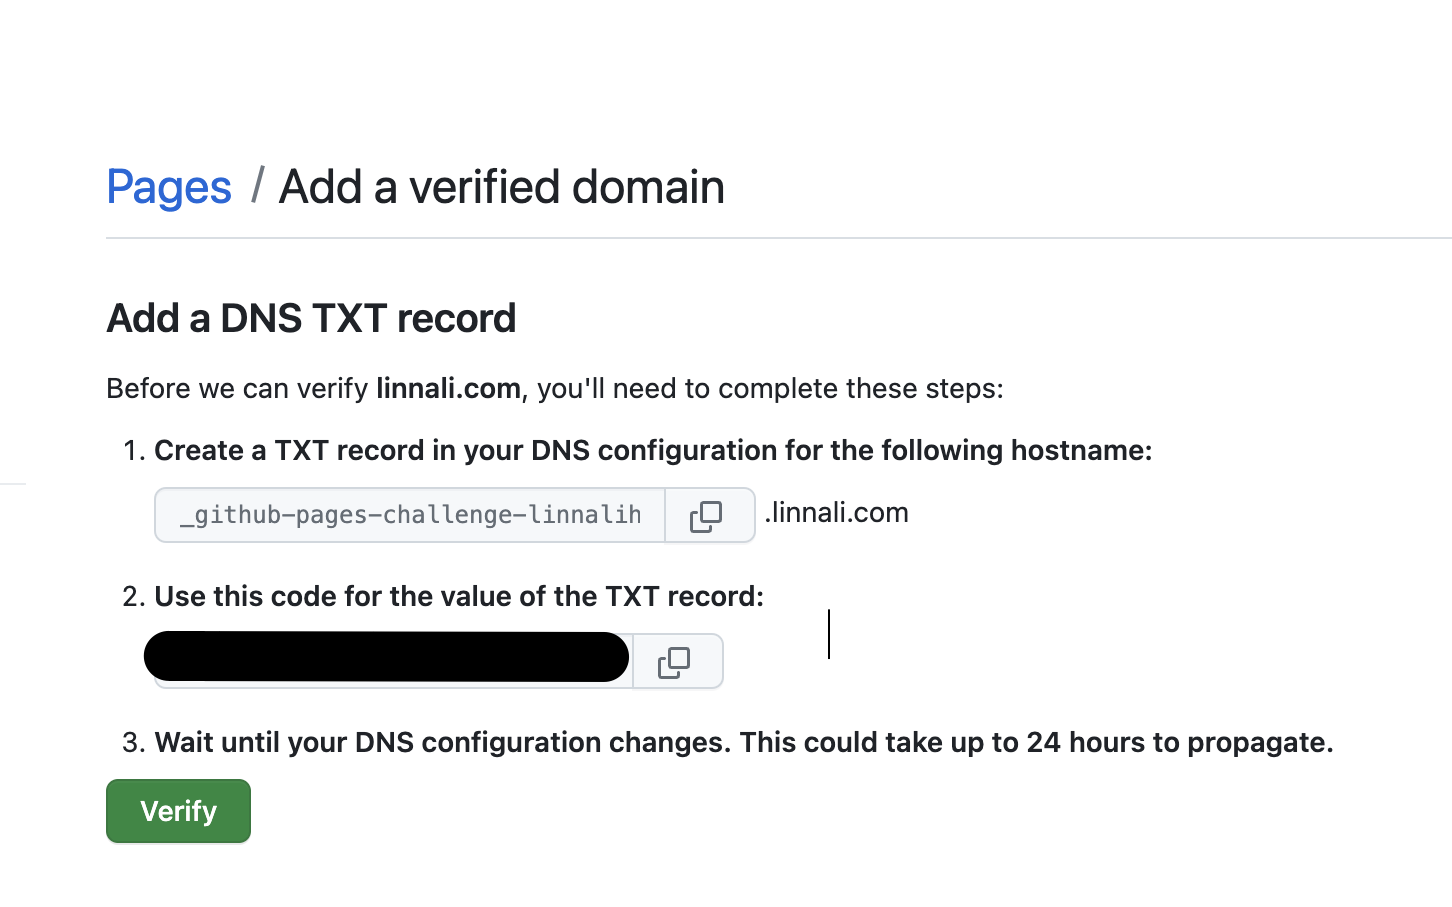 Pages / Add a verified domain
Add a DNS TXT record
Before we can verify linnali.com, you'll need to complete these steps:
1. Create a TXT record in your DNS configuration for the following hostname:
_github-pages-challenge-linnalih .linnali.com
2. Use this code for the value of the TXT record:
3. Wait until your DNS configuration changes. This could take up to 24 hours to propagate.
Verify